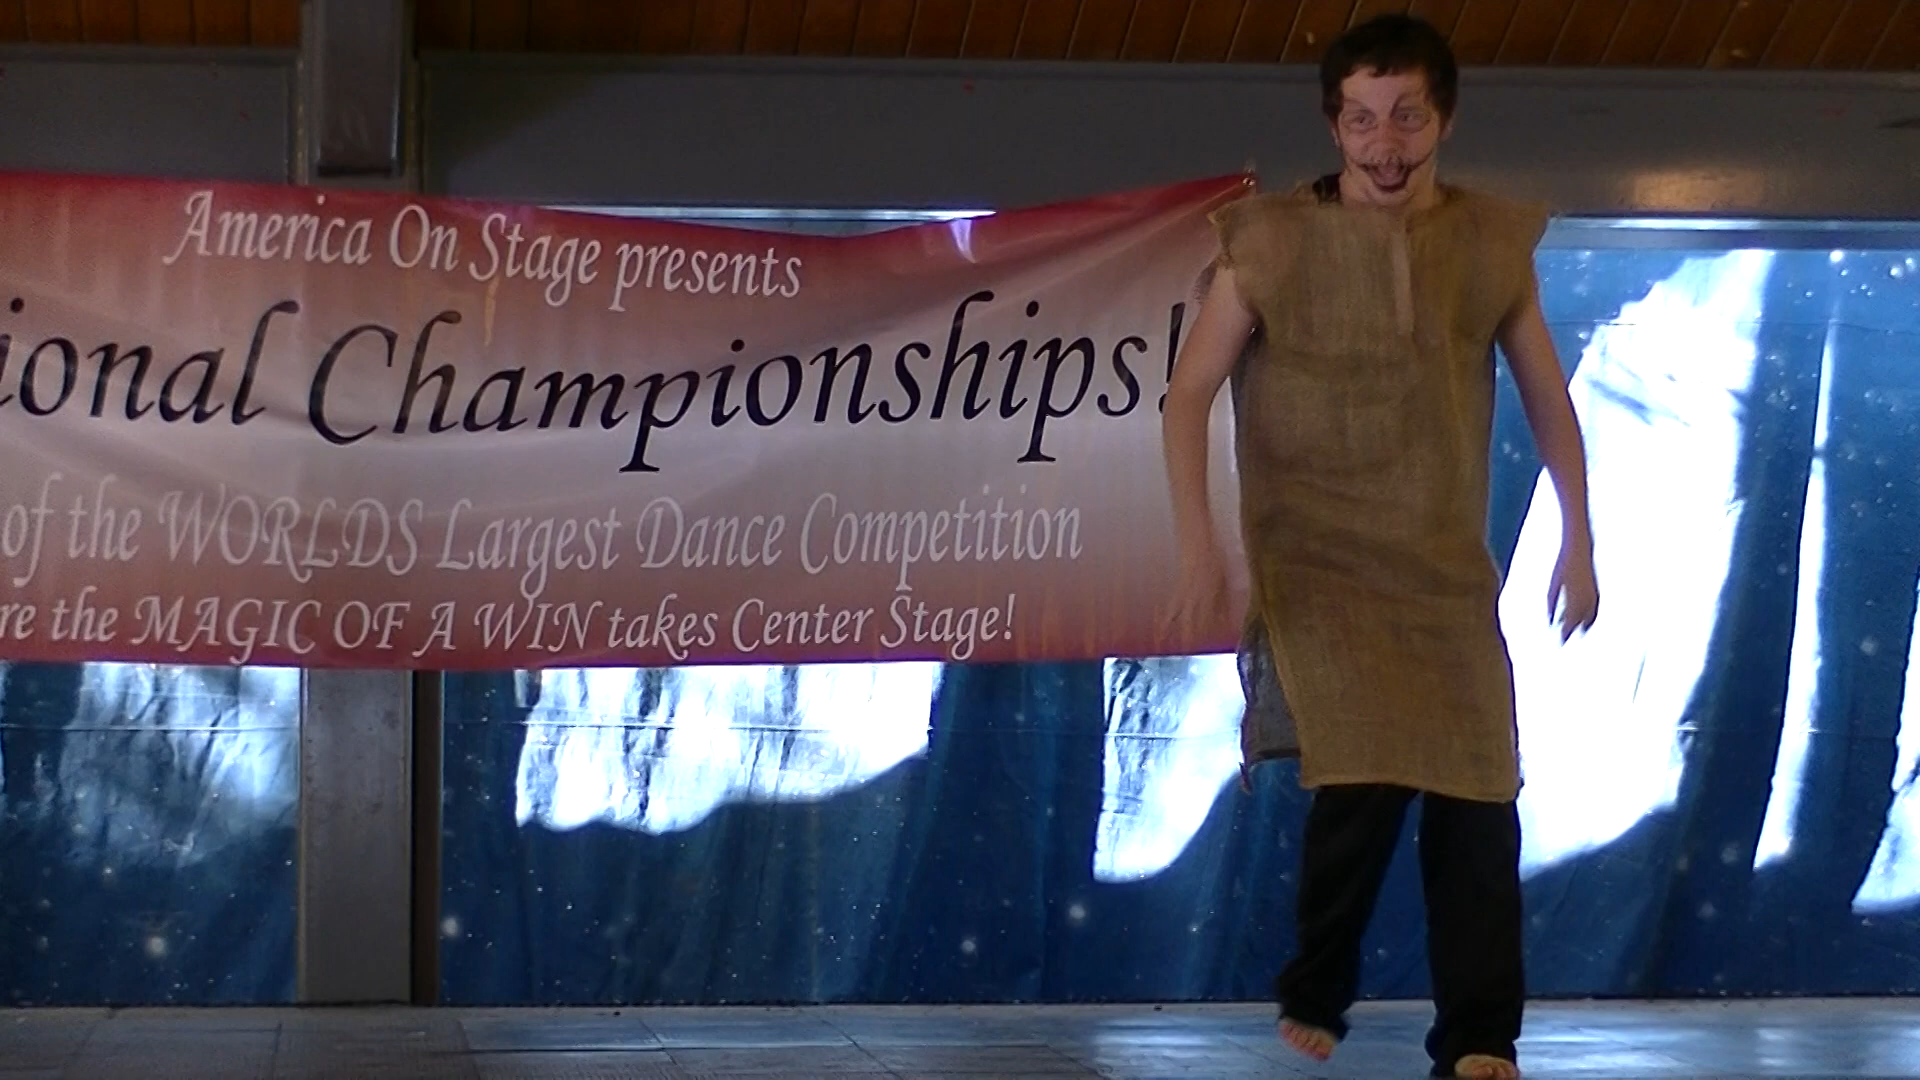 America On Stage presents
ional Championships!
of the WORLDS Largest Dance Competition
re the MAGIC OF A WIN takes Center Stage!